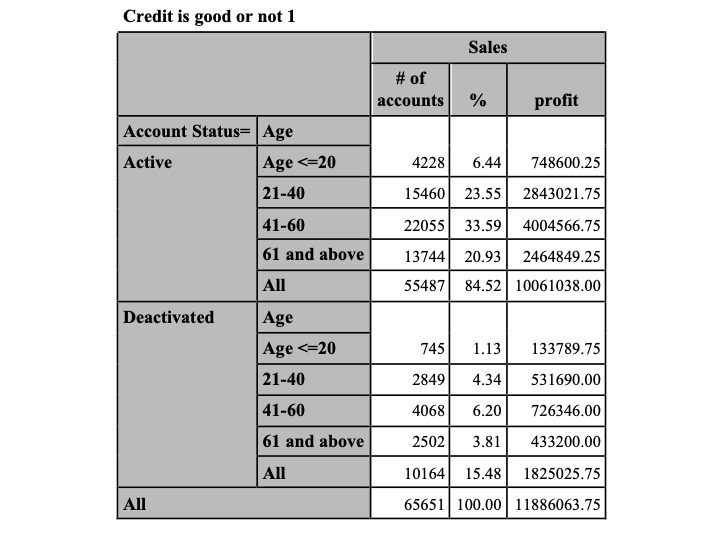 Credit is good or not 1
Sales
# of accounts % profit
Account Status= Age
Active Age <=20 4228 6.44 748600.25
21-40 15460 23.55 2843021.75
41-60 22055 33.59 4004566.75
61 and above 13744 20.93 2464849.25
All 55487 84.52 10061038.00
Deactivated Age
Age <=20 745 1.13 133789.75
21-40 2849 4.34 531690.00
41-60 4068 6.20 726346.00
61 and above 2502 3.81 433200.00
All 10164 15.48 1825025.75
All 65651 100.00 11886063.75